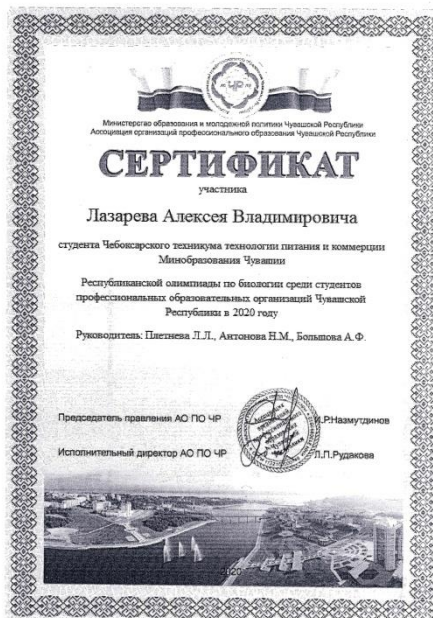 ЧР
Министерство образования и молодежной политики Чувашской Республики
Ассоциация организаций профессионального образования Чувашской Республики
СЕРТИФИКАТ
участника
Лазарева Алексея Владимировича
студента Чебоксарского техникума технологии питания и коммерции
Минобразования Чувашии
Республиканской олимпиады по биологии среди студентов
профессиональных образовательных организаций Чувашской
Республики в 2020 году
Руководитель: Плетнева Л.Л., Антонова Н.М., Большова А.Ф.
Председатель правления АО ПО ЧР И.Р.Назмутдинов
Исполнительный директор АО ПО ЧР Л.П.Рудакова
2020